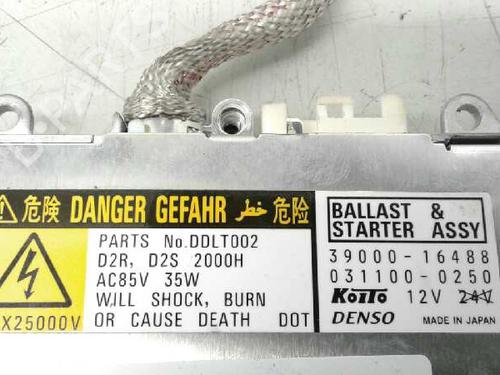 危険 DANGER GEFAHR خطر 危险
PARTS No.DDLT002
D2R, D2S 2000H
AC85V 35W
WILL SHOCK, BURN
OR CAUSE DEATH DOT
X25000V
BALLAST &
STARTER ASSY
39000-16488
031100-0250
KOITO 12V 24V
DENSO MADE IN JAPAN